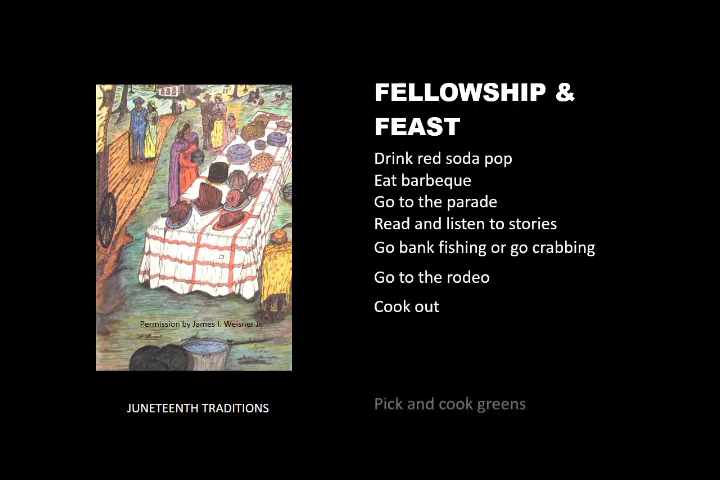 FELLOWSHIP &
FEAST
Drink red soda pop
Eat barbeque
Go to the parade
Read and listen to stories
Go bank fishing or go crabbing
Go to the rodeo
Cook out
Pick and cook greens
Permission by James I. Weisner Jr.
JUNETEENTH TRADITIONS